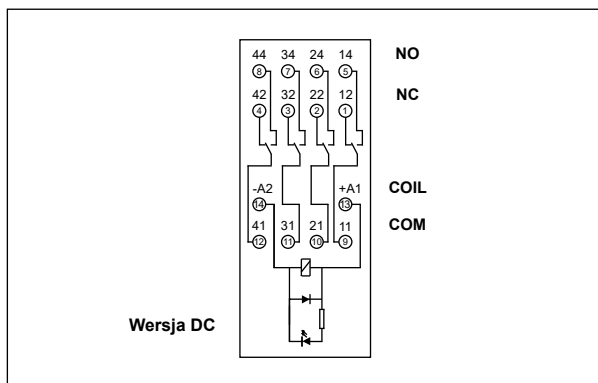 44 34 24 14 NO
8 7 6 5
42 32 22 12 NC
4 3 2 1
-A2 +A1 COIL
14 13
41 31 21 11 COM
12 11 10 9
Wersja DC